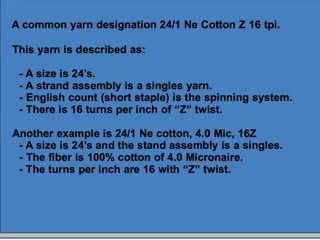 A common yarn designation 24/1 Ne Cotton Z 16 tpi.
This yarn is described as:
- A size is 24's.
- A strand assembly is a singles yarn.
- English count (short staple) is the spinning system.
- There is 16 turns per inch of “Z” twist.
Another example is 24/1 Ne cotton, 4.0 Mic, 16Z
- A size is 24's and the stand assembly is a singles.
- The fiber is 100% cotton of 4.0 Micronaire.
- The turns per inch are 16 with “Z” twist.